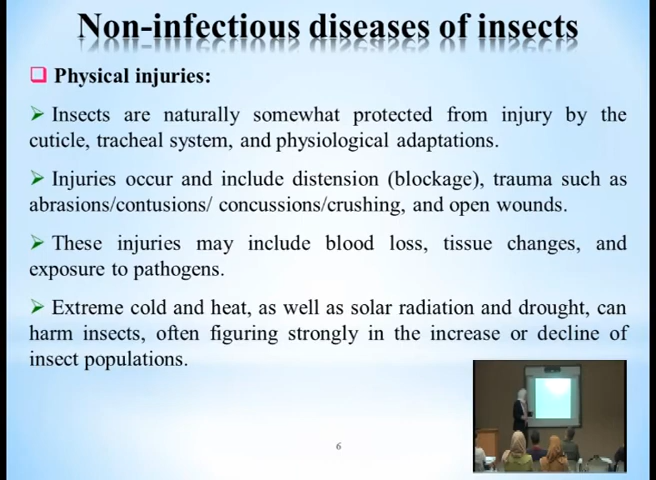 Non-infectious diseases of insects
Physical injuries:
Insects are naturally somewhat protected from injury by the
cuticle, tracheal system, and physiological adaptations.
Injuries occur and include distension (blockage), trauma such as
abrasions/contusions/ concussions/crushing, and open wounds.
These injuries may include blood loss, tissue changes, and
exposure to pathogens.
Extreme cold and heat, as well as solar radiation and drought, can
harm insects, often figuring strongly in the increase or decline of
insect populations.
6